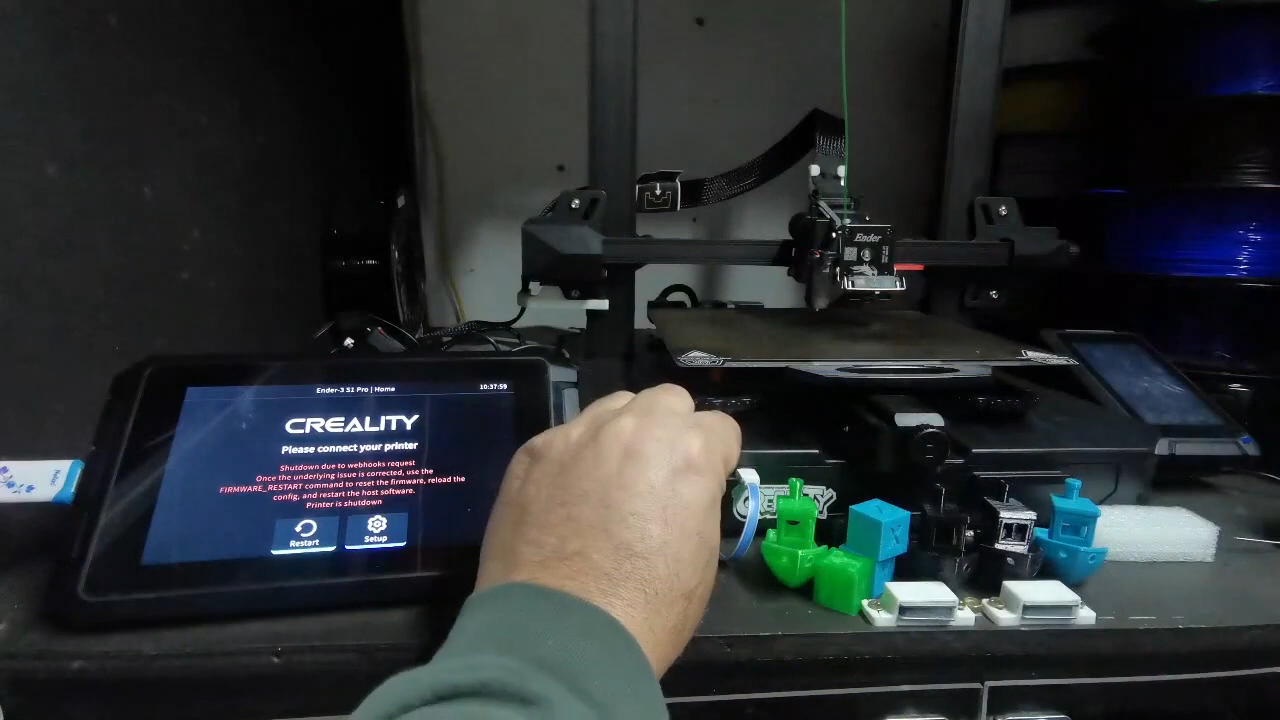 Ender-3 S1 Pro | Home
10:37:59
CREALITY
Please connect your printer
Shutdown due to webhooks request
Once the underlying issue is corrected, use the
FIRMWARE_RESTART command to reset the firmware, reload the
config, and restart the host software.
Printer is shutdown
Restart
Setup
Ender
CREALITY
X